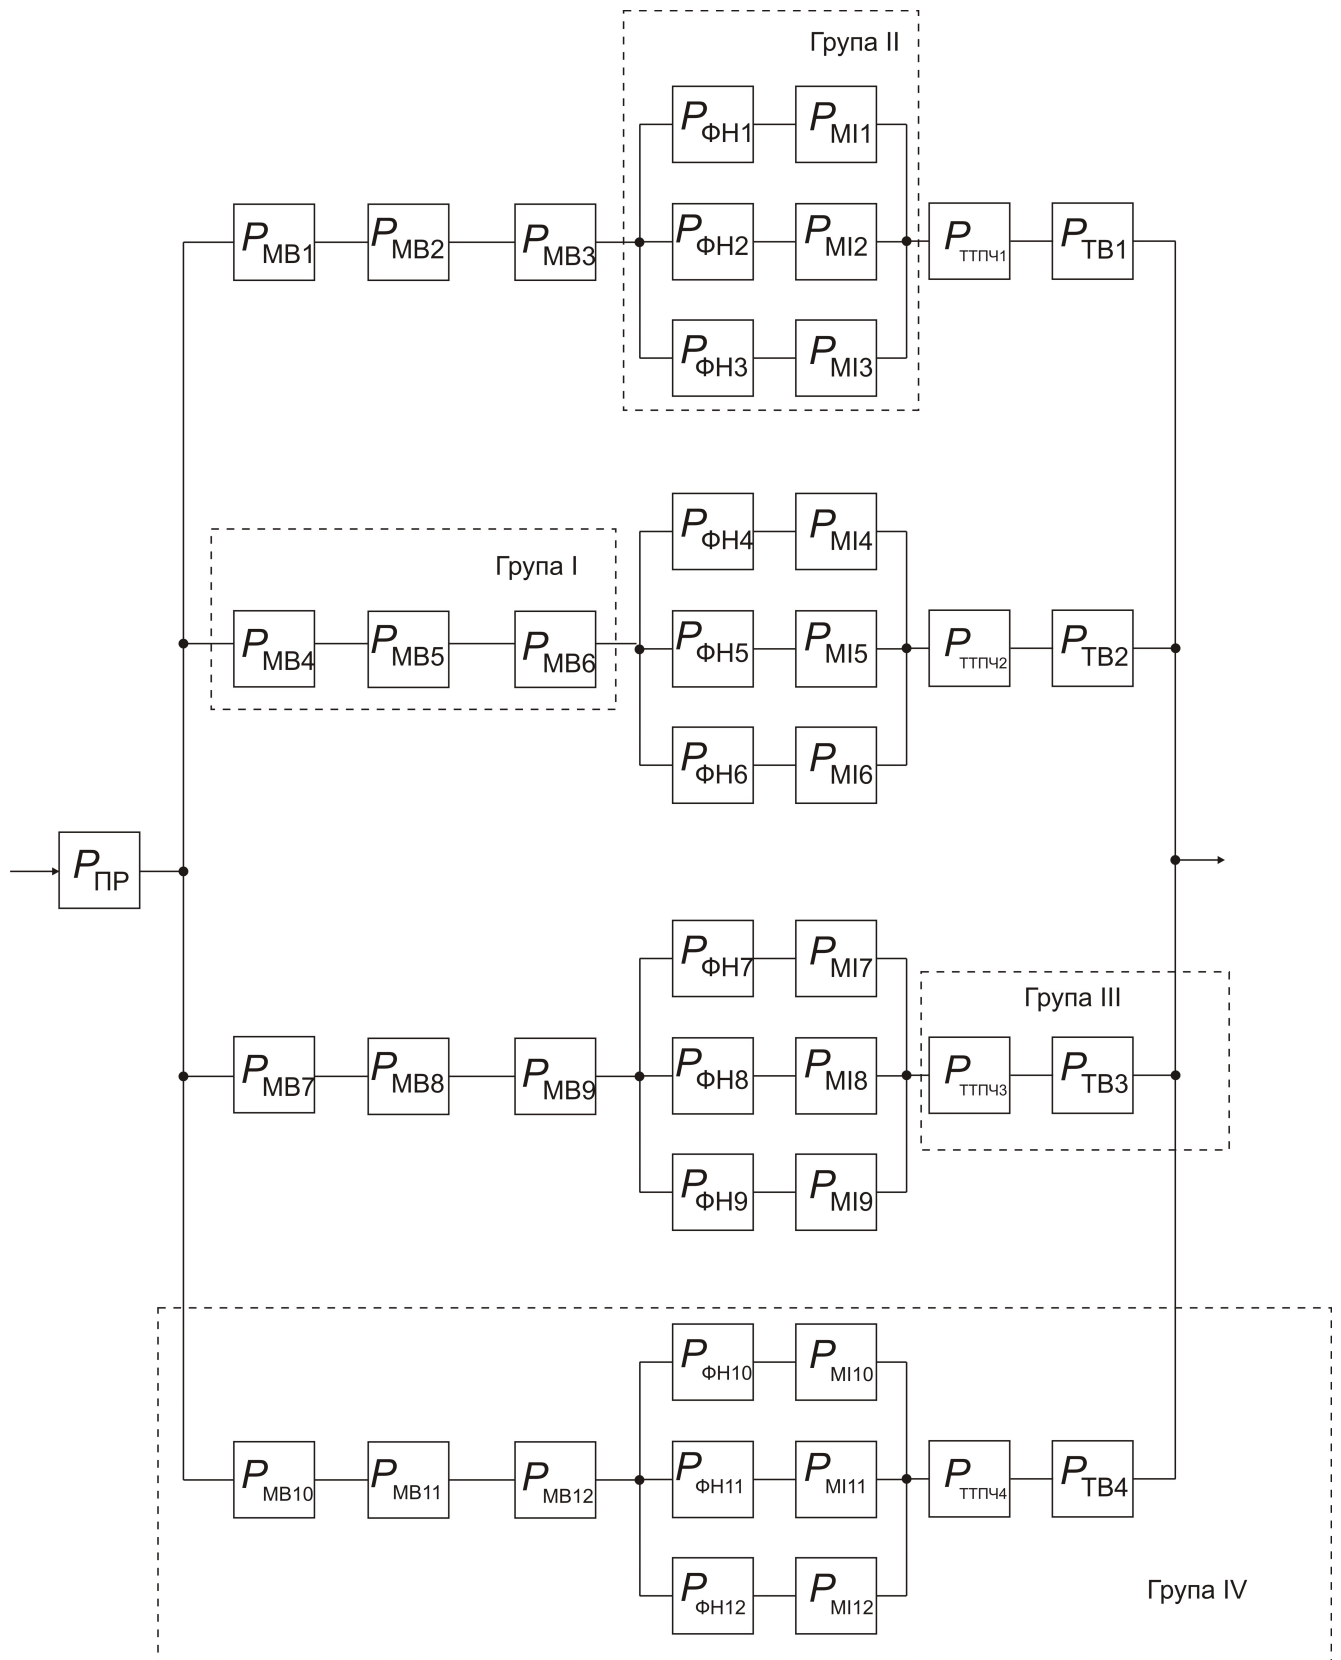 Група II
PФН1 PМІ1
PМВ1 PМВ2 PМВ3 PФН2 PМІ2 PТТПЧ1 PТВ1
PФН3 PМІ3
PФН4 PМІ4
Група I
PМВ4 PМВ5 PМВ6 PФН5 PМІ5 PТТПЧ2 PТВ2
PФН6 PМІ6
PПР
PФН7 PМІ7
Група III
PМВ7 PМВ8 PМВ9 PФН8 PМІ8 PТТПЧ3 PТВ3
PФН9 PМІ9
PФН10 PМІ10
PМВ10 PМВ11 PМВ12 PФН11 PМІ11 PТТПЧ4 PТВ4
PФН12 PМІ12
Група IV